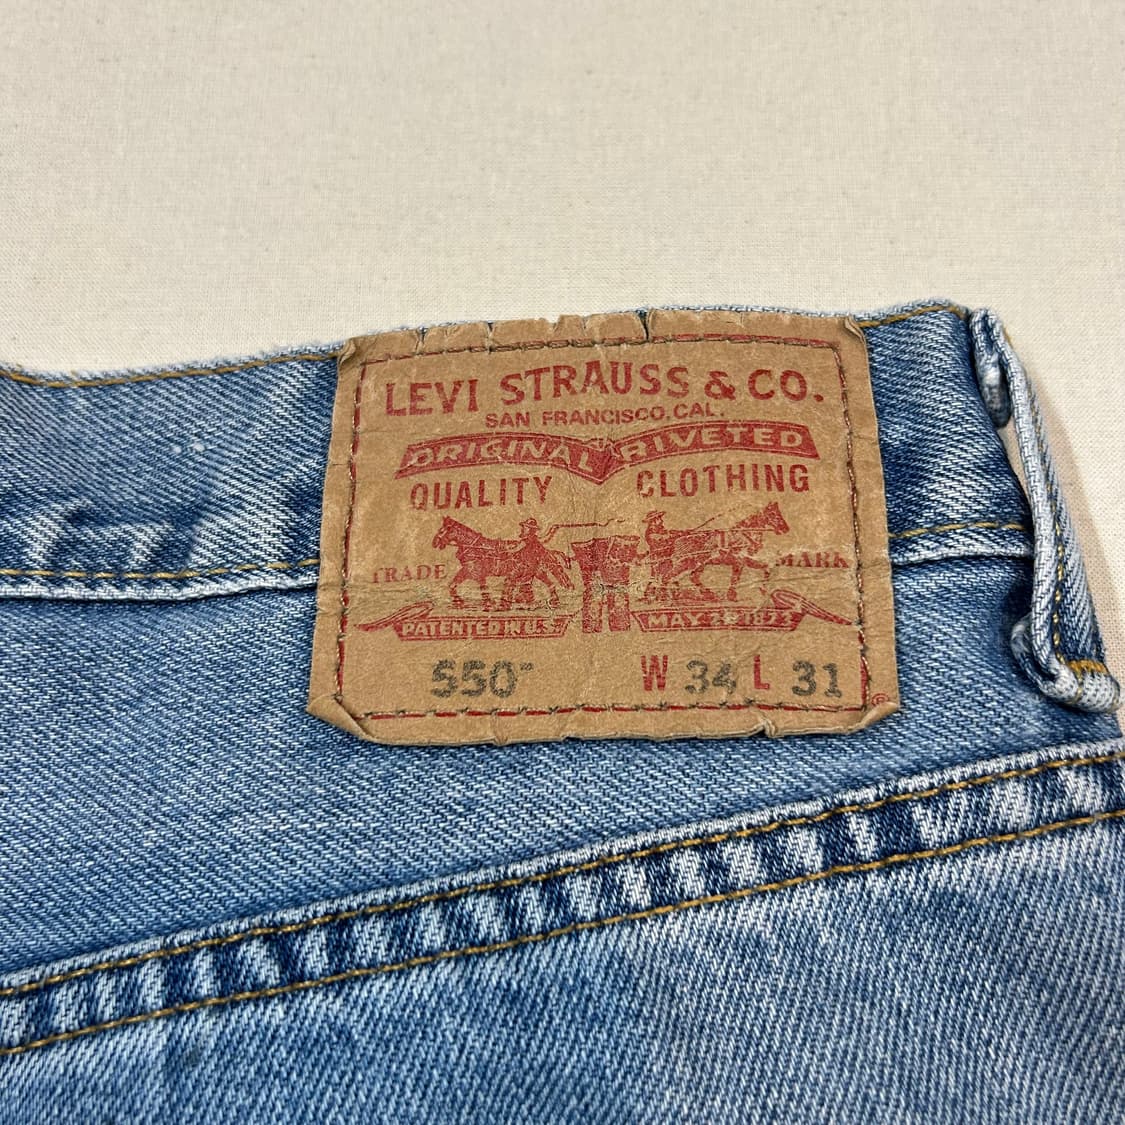 LEVI STRAUSS & CO.
SAN FRANCISCO, CAL.
ORIGINAL RIVETED
QUALITY CLOTHING
TRADE MARK
PATENTED IN U.S. MAY 20 1873
550™ W 34 L 31 ®